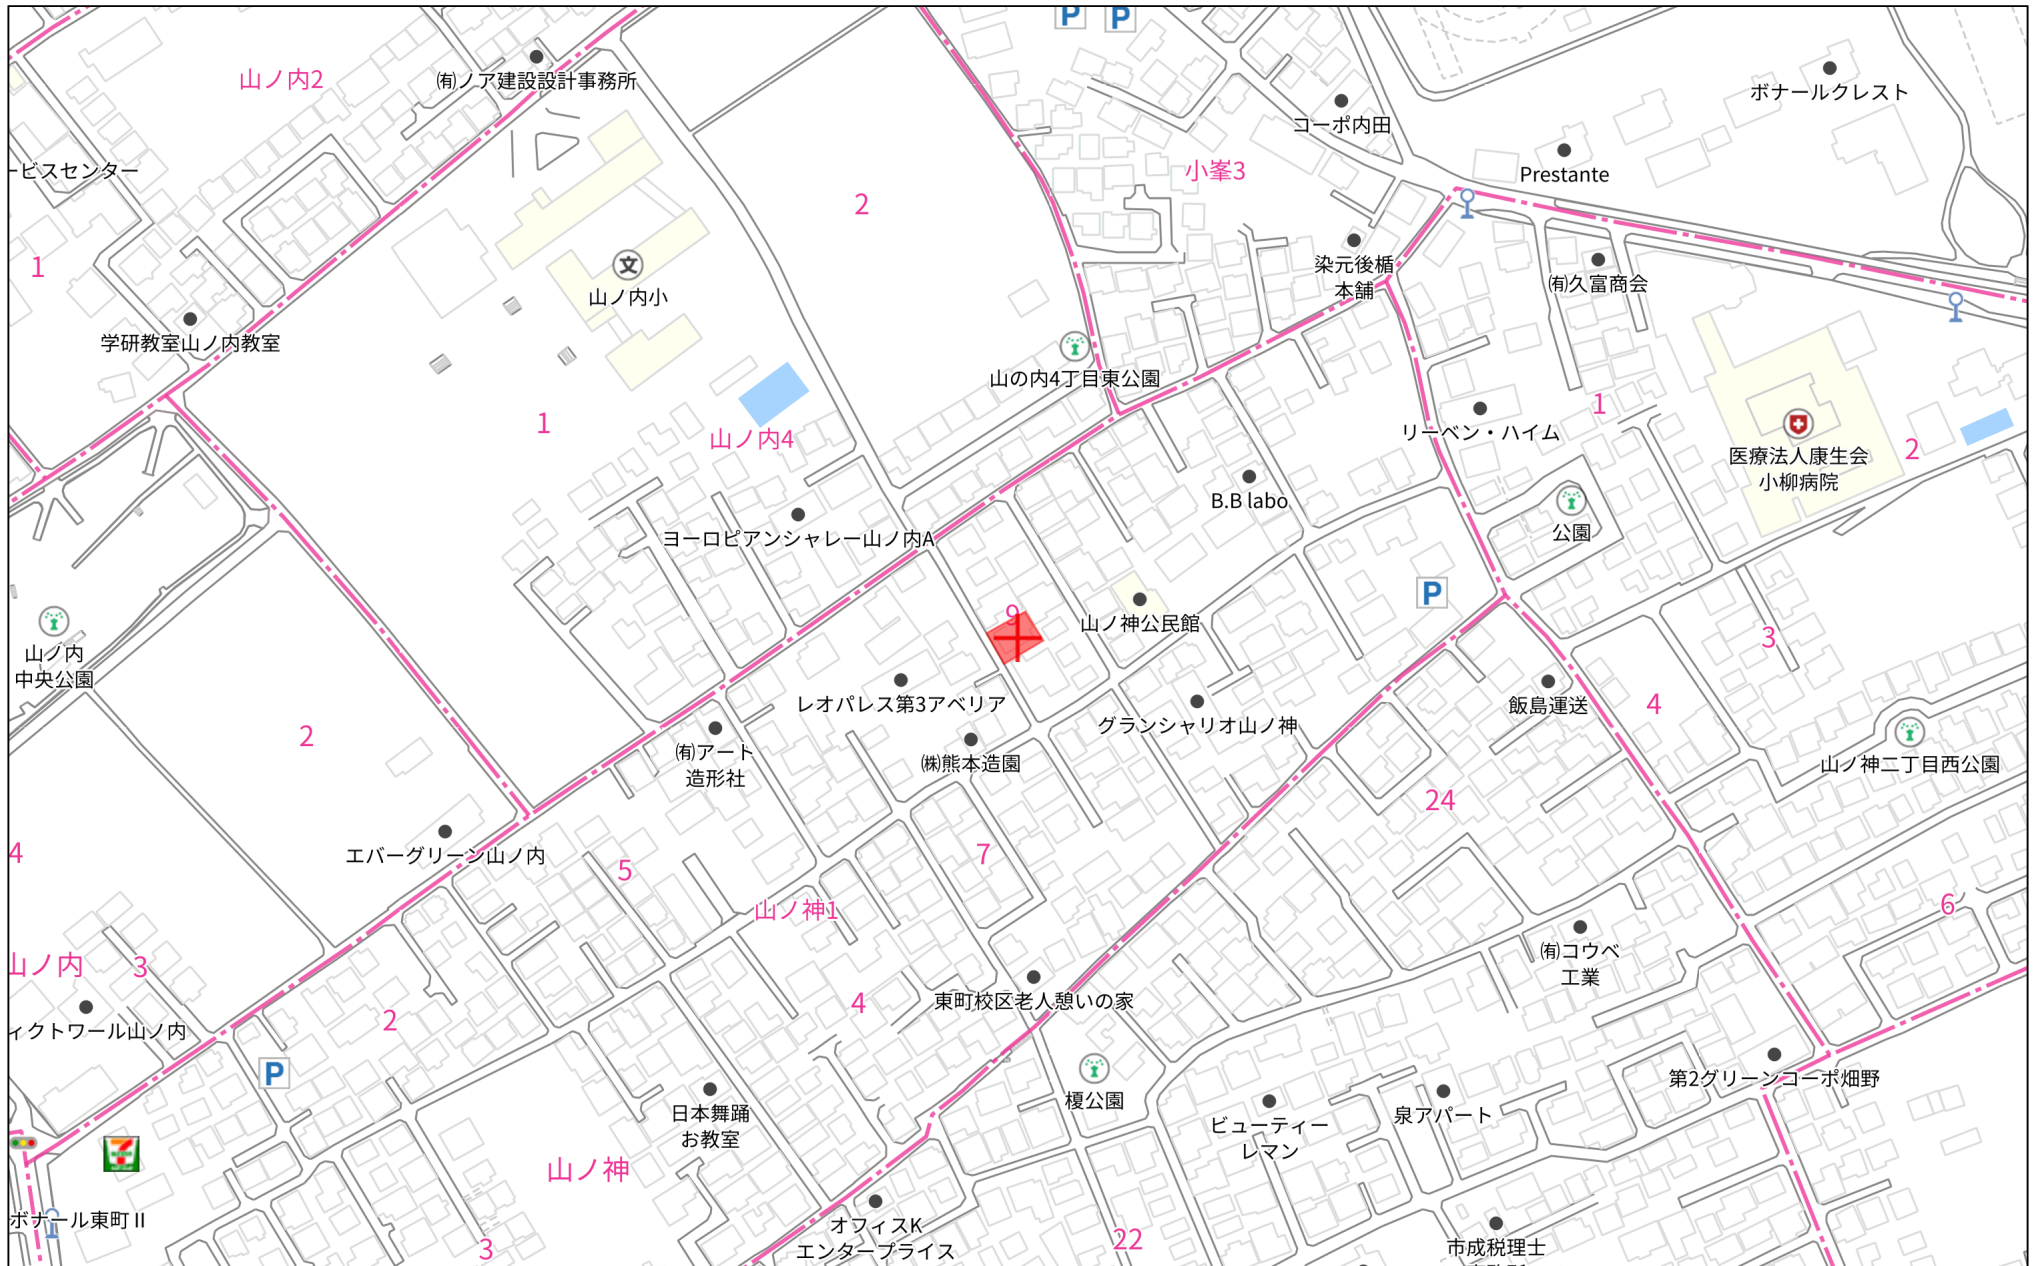 P
P
山ノ内2
㈲ノア建設設計事務所
ボナールクレスト
コーポ内田
ービスセンター
小峯3
Prestante
2
文
山ノ内小
染元後楯
本舗
㈲久富商会
1
学研教室山ノ内教室
山の内4丁目東公園
1
山ノ内4
リーベン・ハイム
1
医療法人康生会
小柳病院
2
B.B labo
公園
ヨーロピアンシャレー山ノ内A
P
9
山ノ神公民館
山ノ内
中央公園
3
レオパレス第3アベリア
グランシャリオ山ノ神
飯島運送
4
2
㈲アート
造形社
㈱熊本造園
山ノ神二丁目西公園
24
4
エバーグリーン山ノ内
5
7
山ノ神1
6
山ノ内
3
㈲コウベ
工業
4
東町校区老人憩いの家
ィクトワール山ノ内
2
P
榎公園
第2グリーンコーポ畑野
日本舞踊
お教室
ビューティー
レマン
泉アパート
7
山ノ神
ボナール東町Ⅱ
オフィスK
エンタープライス
3
22
市成税理士